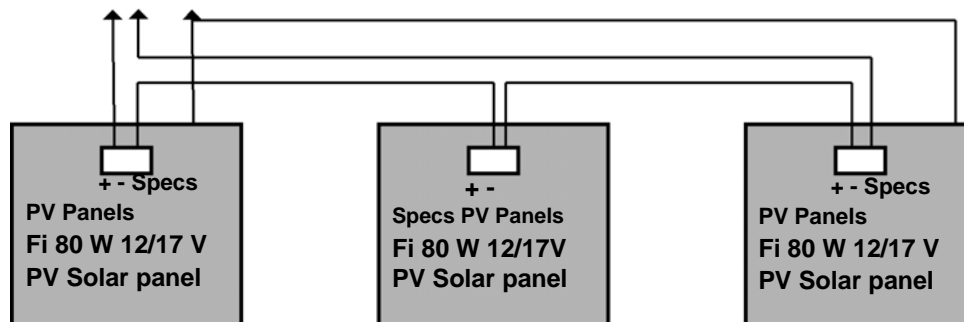 + - Specs
PV Panels
Fi 80 W 12/17 V
PV Solar panel
+ -
Specs PV Panels
Fi 80 W 12/17V
PV Solar panel
+ - Specs
PV Panels
Fi 80 W 12/17 V
PV Solar panel